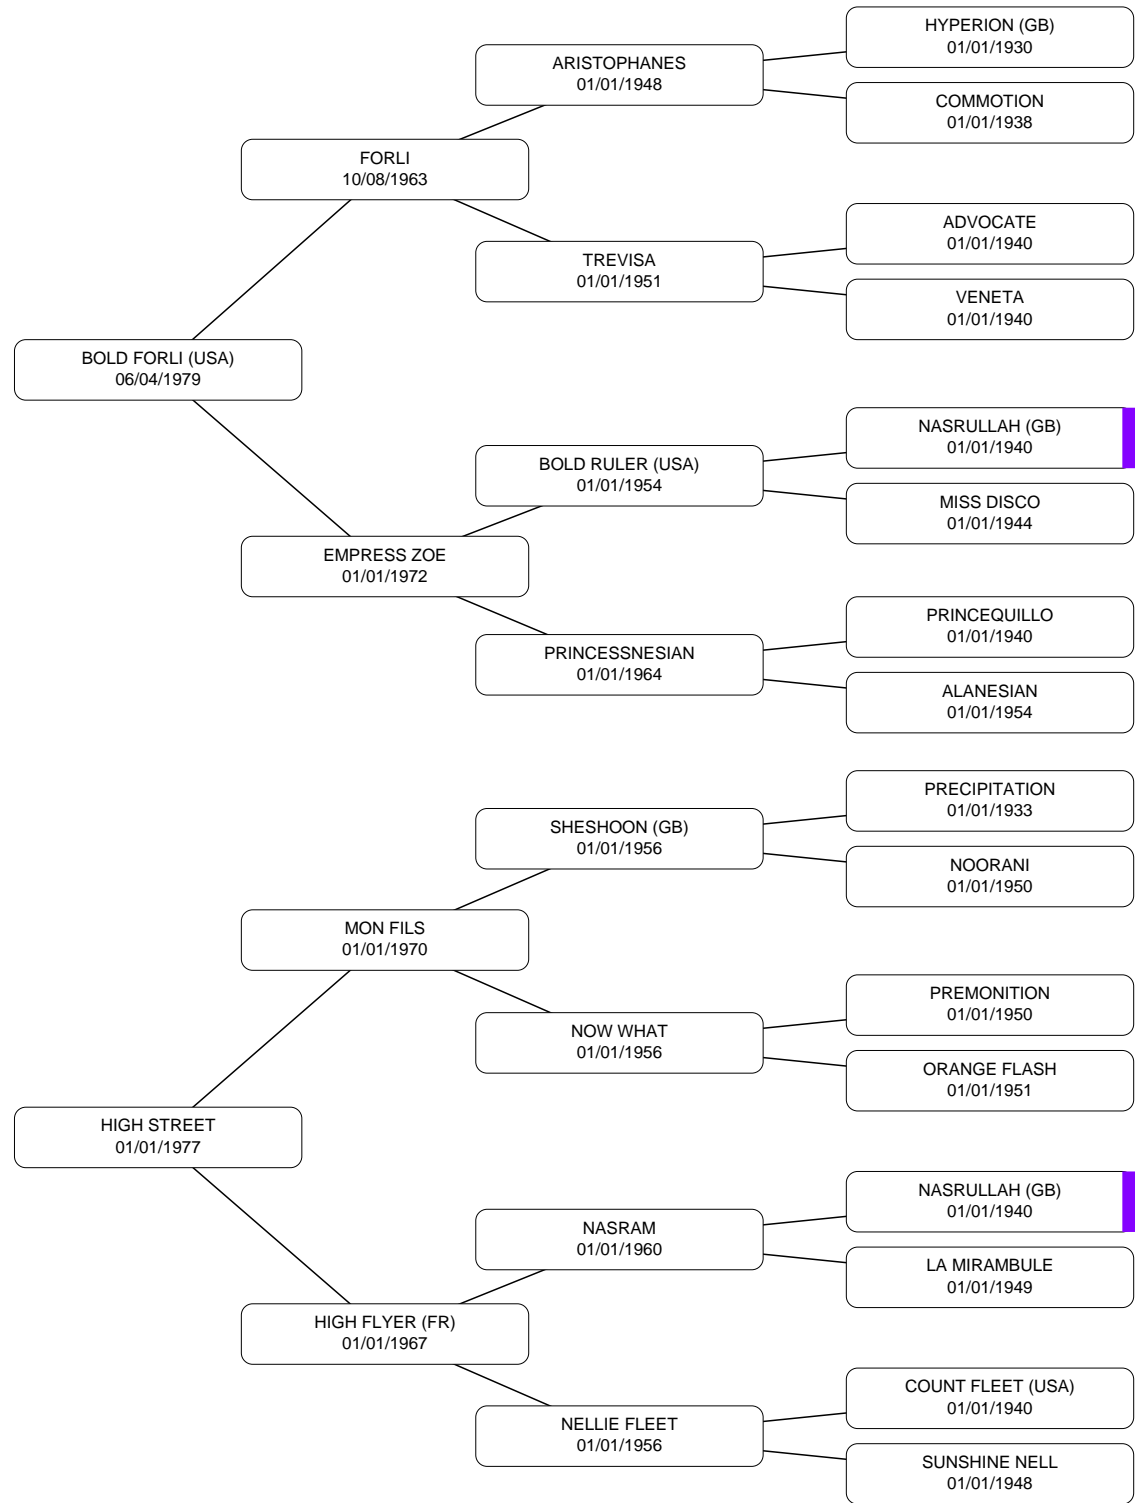 HYPERION (GB)
01/01/1930
ARISTOPHANES
01/01/1948
COMMOTION
01/01/1938
FORLI
10/08/1963
ADVOCATE
01/01/1940
TREVISA
01/01/1951
VENETA
01/01/1940
BOLD FORLI (USA)
06/04/1979
NASRULLAH (GB)
01/01/1940
BOLD RULER (USA)
01/01/1954
MISS DISCO
01/01/1944
EMPRESS ZOE
01/01/1972
PRINCEQUILLO
01/01/1940
PRINCESSNESIAN
01/01/1964
ALANESIAN
01/01/1954
PRECIPITATION
01/01/1933
SHESHOON (GB)
01/01/1956
NOORANI
01/01/1950
MON FILS
01/01/1970
PREMONITION
01/01/1950
NOW WHAT
01/01/1956
ORANGE FLASH
01/01/1951
HIGH STREET
01/01/1977
NASRULLAH (GB)
01/01/1940
NASRAM
01/01/1960
LA MIRAMBULE
01/01/1949
HIGH FLYER (FR)
01/01/1967
COUNT FLEET (USA)
01/01/1940
NELLIE FLEET
01/01/1956
SUNSHINE NELL
01/01/1948